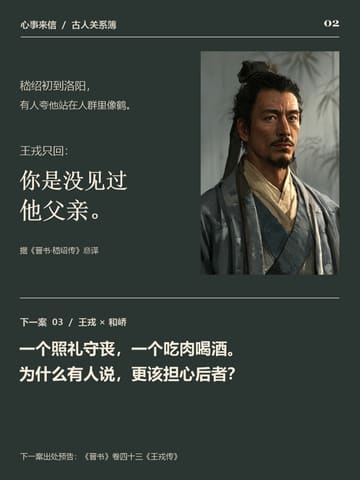 心事来信 / 古人关系簿
02
嵇绍初到洛阳，
有人夸他站在人群里像鹤。
王戎只回：
你是没见过
他父亲。
据《晋书·嵇绍传》意译
下一案 03 / 王戎 × 和峤
一个照礼守丧，一个吃肉喝酒。
为什么有人说，更该担心后者？
下一案出处预告：《晋书》卷四十三《王戎传》